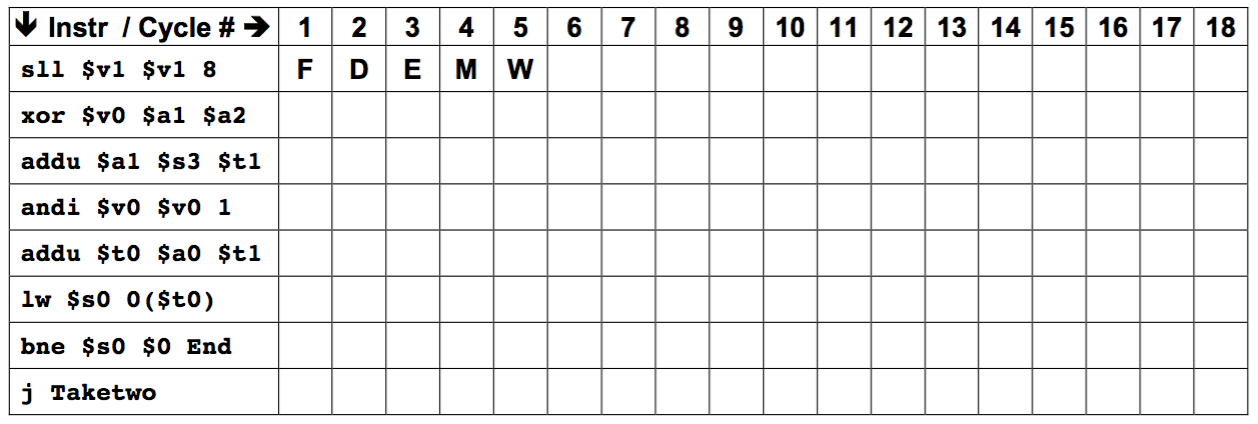 🡻 Instr / Cycle # 🡺 1 2 3 4 5 6 7 8 9 10 11 12 13 14 15 16 17 18
sll $v1 $v1 8 F D E M W
xor $v0 $a1 $a2
addu $a1 $s3 $t1
andi $v0 $v0 1
addu $t0 $a0 $t1
lw $s0 0($t0)
bne $s0 $0 End
j Taketwo